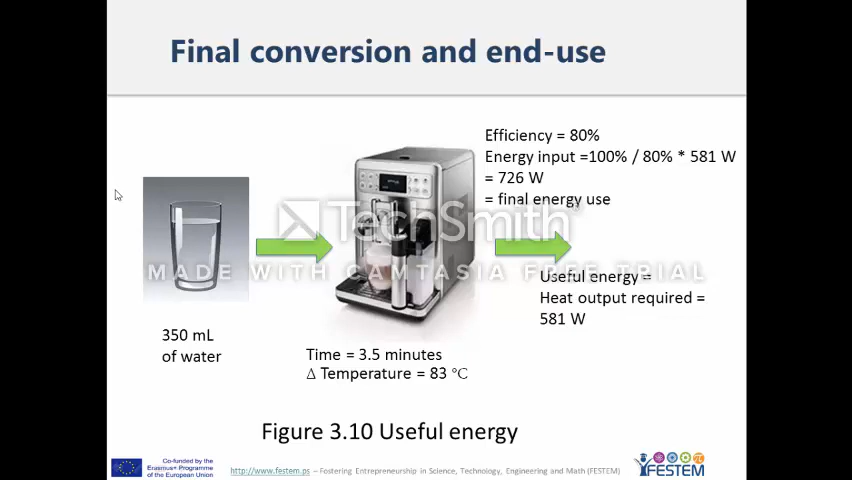 Final conversion and end-use
Efficiency = 80%
Energy input =100% / 80% * 581 W
= 726 W
= final energy use
TechSmith
MADE WITH CAMTASIA FREE TRIAL
Useful energy =
Heat output required =
581 W
350 mL
of water
Time = 3.5 minutes
Δ Temperature = 83 °C
Figure 3.10 Useful energy
Co-funded by the
Erasmus+ Programme
of the European Union
http://www.festem.ps – Fostering Entrepreneurship in Science, Technology, Engineering and Math (FESTEM)
FESTEM